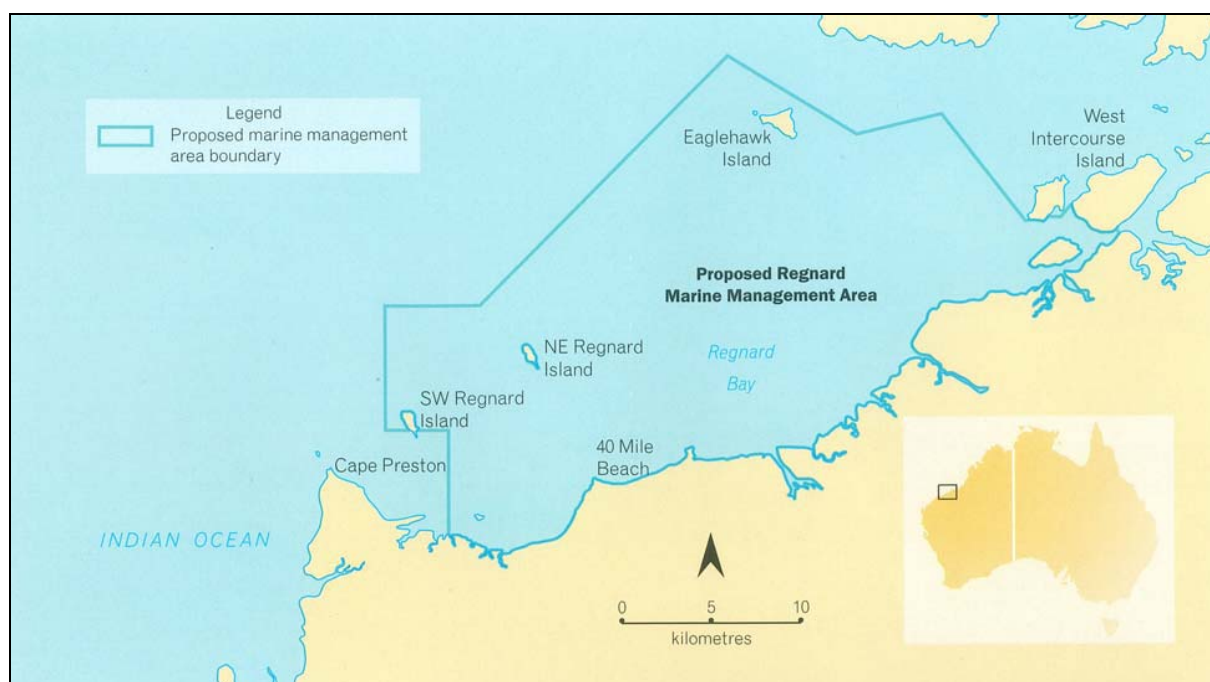 Legend
Proposed marine management
area boundary
Eaglehawk
Island
West
Intercourse
Island
Proposed Regnard
Marine Management Area
NE Regnard
Island
Regnard
Bay
SW Regnard
Island
40 Mile
Beach
Cape Preston
INDIAN OCEAN
0 5 10
kilometres